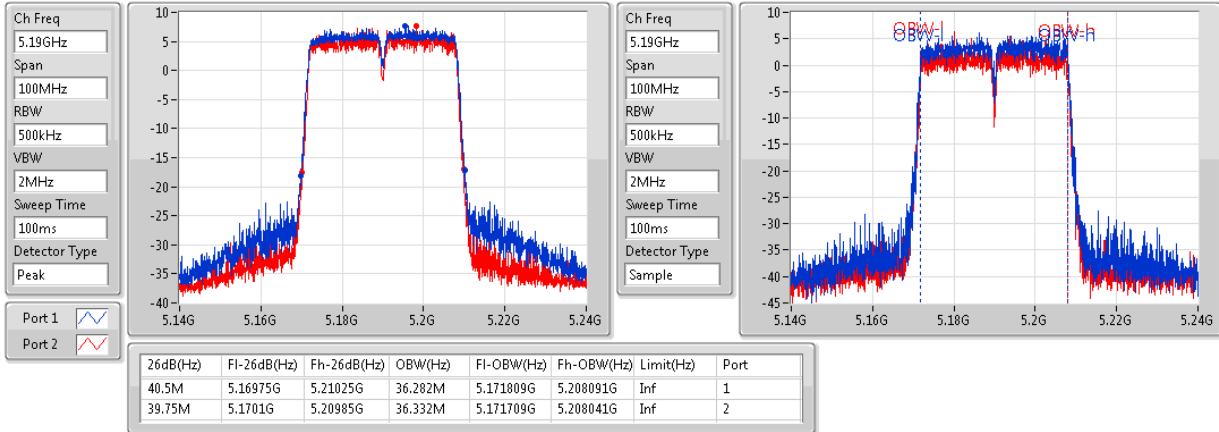 Ch Freq
5.19GHz
Span
100MHz
RBW
500kHz
VBW
2MHz
Sweep Time
100ms
Detector Type
Peak
Port 1
Port 2
10
5
0
-5
-10
-15
-20
-25
-30
-35
-40
5.14G 5.16G 5.18G 5.2G 5.22G 5.24G
Ch Freq
5.19GHz
Span
100MHz
RBW
500kHz
VBW
2MHz
Sweep Time
100ms
Detector Type
Sample
10
5
0
-5
-10
-15
-20
-25
-30
-35
-40
-45
OBW-l OBW-h
OBW-l OBW-h
5.14G 5.16G 5.18G 5.2G 5.22G 5.24G
26dB(Hz) Fl-26dB(Hz) Fh-26dB(Hz) OBW(Hz) Fl-OBW(Hz) Fh-OBW(Hz) Limit(Hz) Port
40.5M 5.16975G 5.21025G 36.282M 5.171809G 5.208091G Inf 1
39.75M 5.1701G 5.20985G 36.332M 5.171709G 5.208041G Inf 2